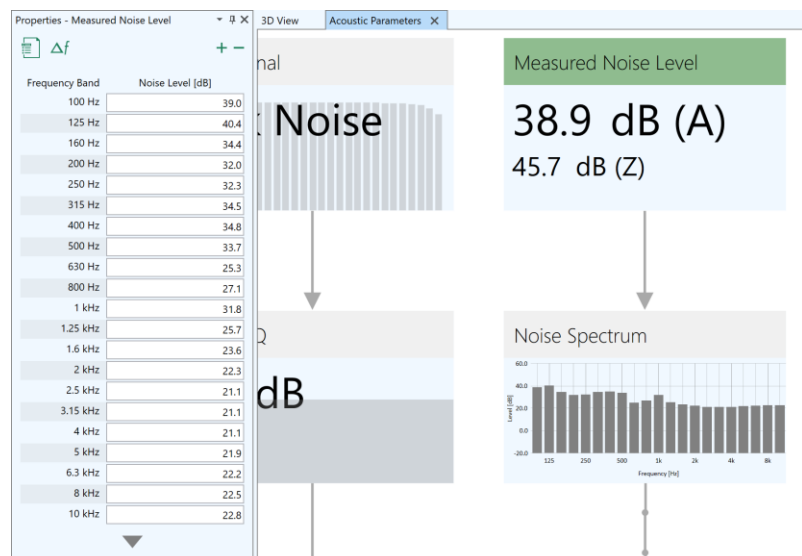 Properties - Measured Noise Level
3D View
Acoustic Parameters
Δf
Frequency Band Noise Level [dB]
100 Hz 39.0
125 Hz 40.4
160 Hz 34.4
200 Hz 32.0
250 Hz 32.3
315 Hz 34.5
400 Hz 34.8
500 Hz 33.7
630 Hz 25.3
800 Hz 27.1
1 kHz 31.8
1.25 kHz 25.7
1.6 kHz 23.6
2 kHz 22.3
2.5 kHz 21.1
3.15 kHz 21.1
4 kHz 21.1
5 kHz 21.9
6.3 kHz 22.2
8 kHz 22.5
10 kHz 22.8
nal
Noise
dB
Measured Noise Level
38.9 dB (A)
45.7 dB (Z)
Noise Spectrum
Level [dB]
60.0
40.0
20.0
0.0
-20.0
125 250 500 1k 2k 4k 8k
Frequency [Hz]